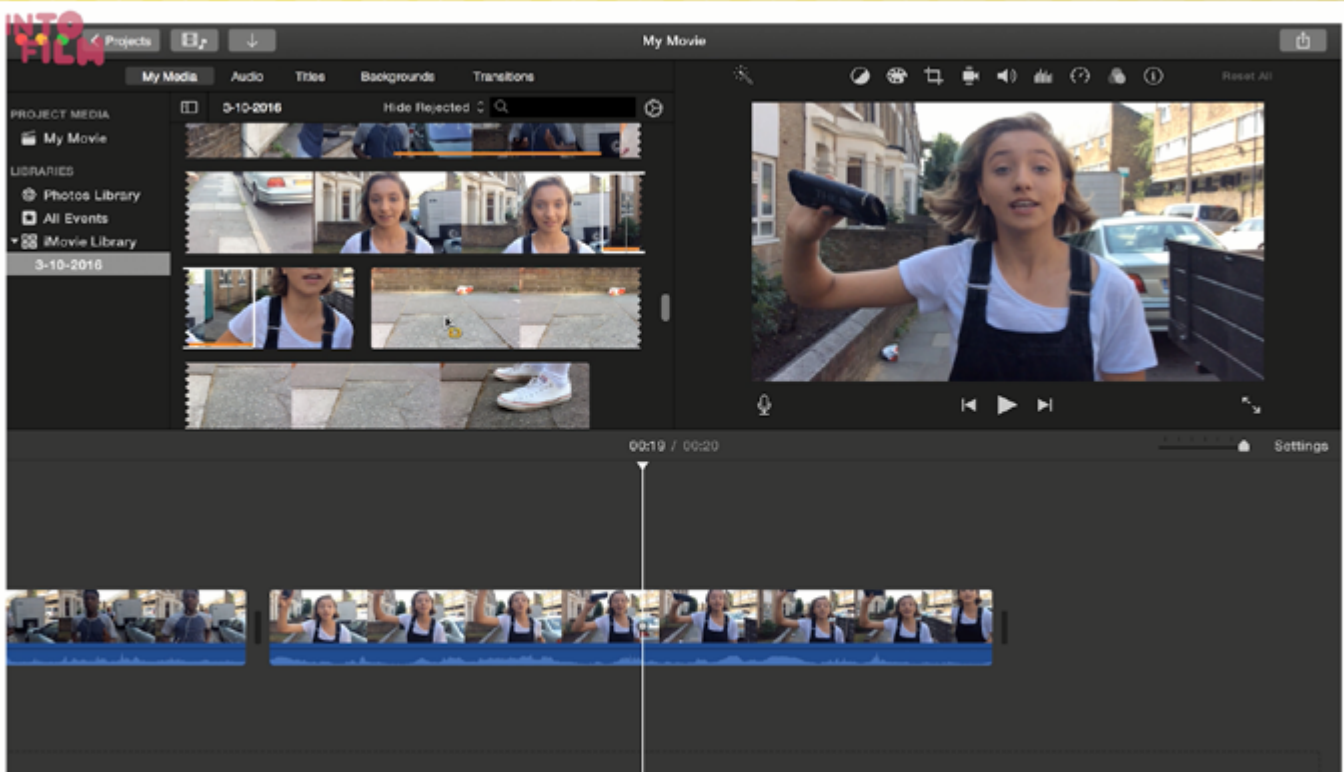 INTO
FILM
Projects
My Movie
My Media Audio Titles Backgrounds Transitions
Reset All
PROJECT MEDIA
My Movie
LIBRARIES
Photos Library
All Events
iMovie Library
3-10-2016
3-10-2016 Hide Rejected
00:19 / 00:20
Settings